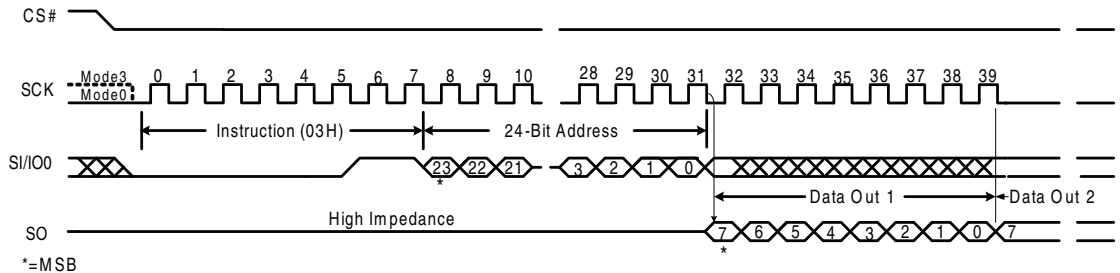 CS#
Mode3 0 1 2 3 4 5 6 7 8 9 10 28 29 30 31 32 33 34 35 36 37 38 39
SCK
Mode0
Instruction (03H) 24-Bit Address
SI/IO0 23 22 21 3 2 1 0
*
Data Out 1 Data Out 2
High Impedance
SO 7 6 5 4 3 2 1 0 7
*
*=MSB